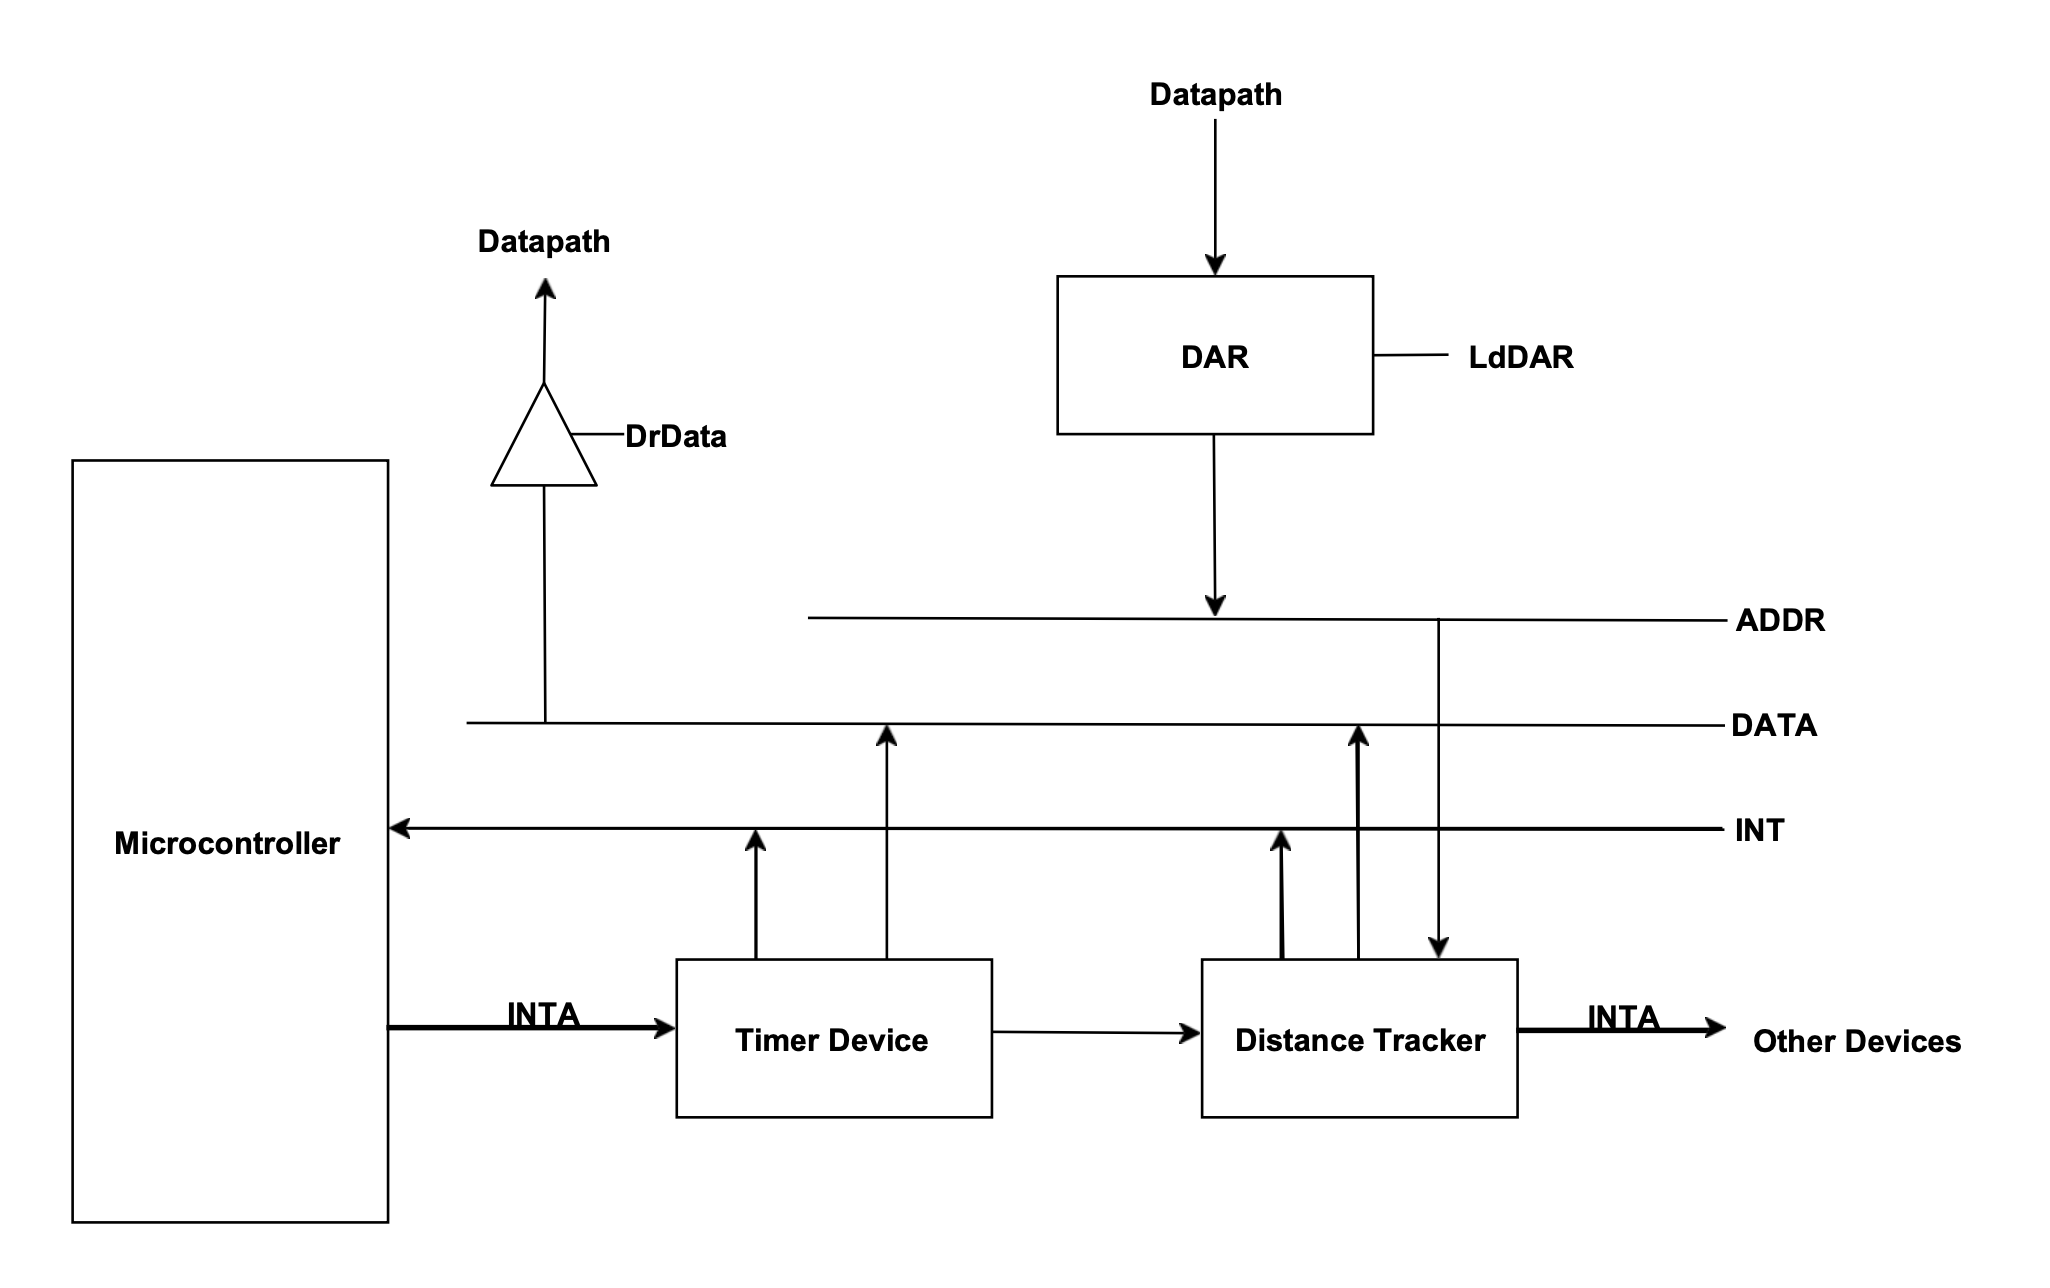 Datapath
Datapath
DAR
LdDAR
DrData
ADDR
DATA
INT
Microcontroller
INTA
Timer Device
Distance Tracker
INTA
Other Devices